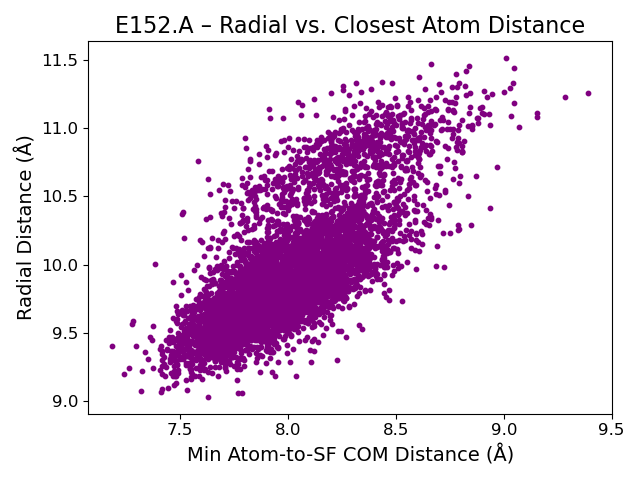 E152.A – Radial vs. Closest Atom Distance
Radial Distance (Å)
11.5
11.0
10.5
10.0
9.5
9.0
7.5 8.0 8.5 9.0 9.5
Min Atom-to-SF COM Distance (Å)